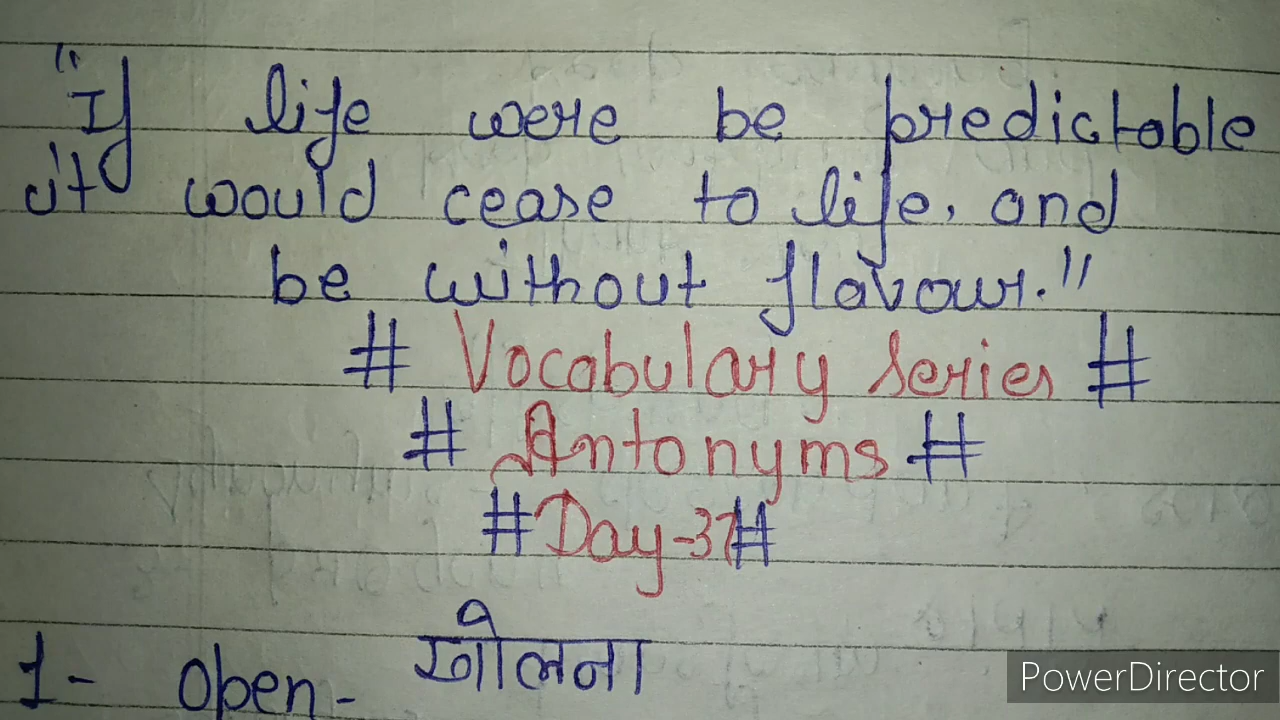 "If life were be predictable
it would cease to life, and
be without flavour."
# Vocabulary series #
# Antonyms #
# Day-37 #
1- Open- खोलना
PowerDirector